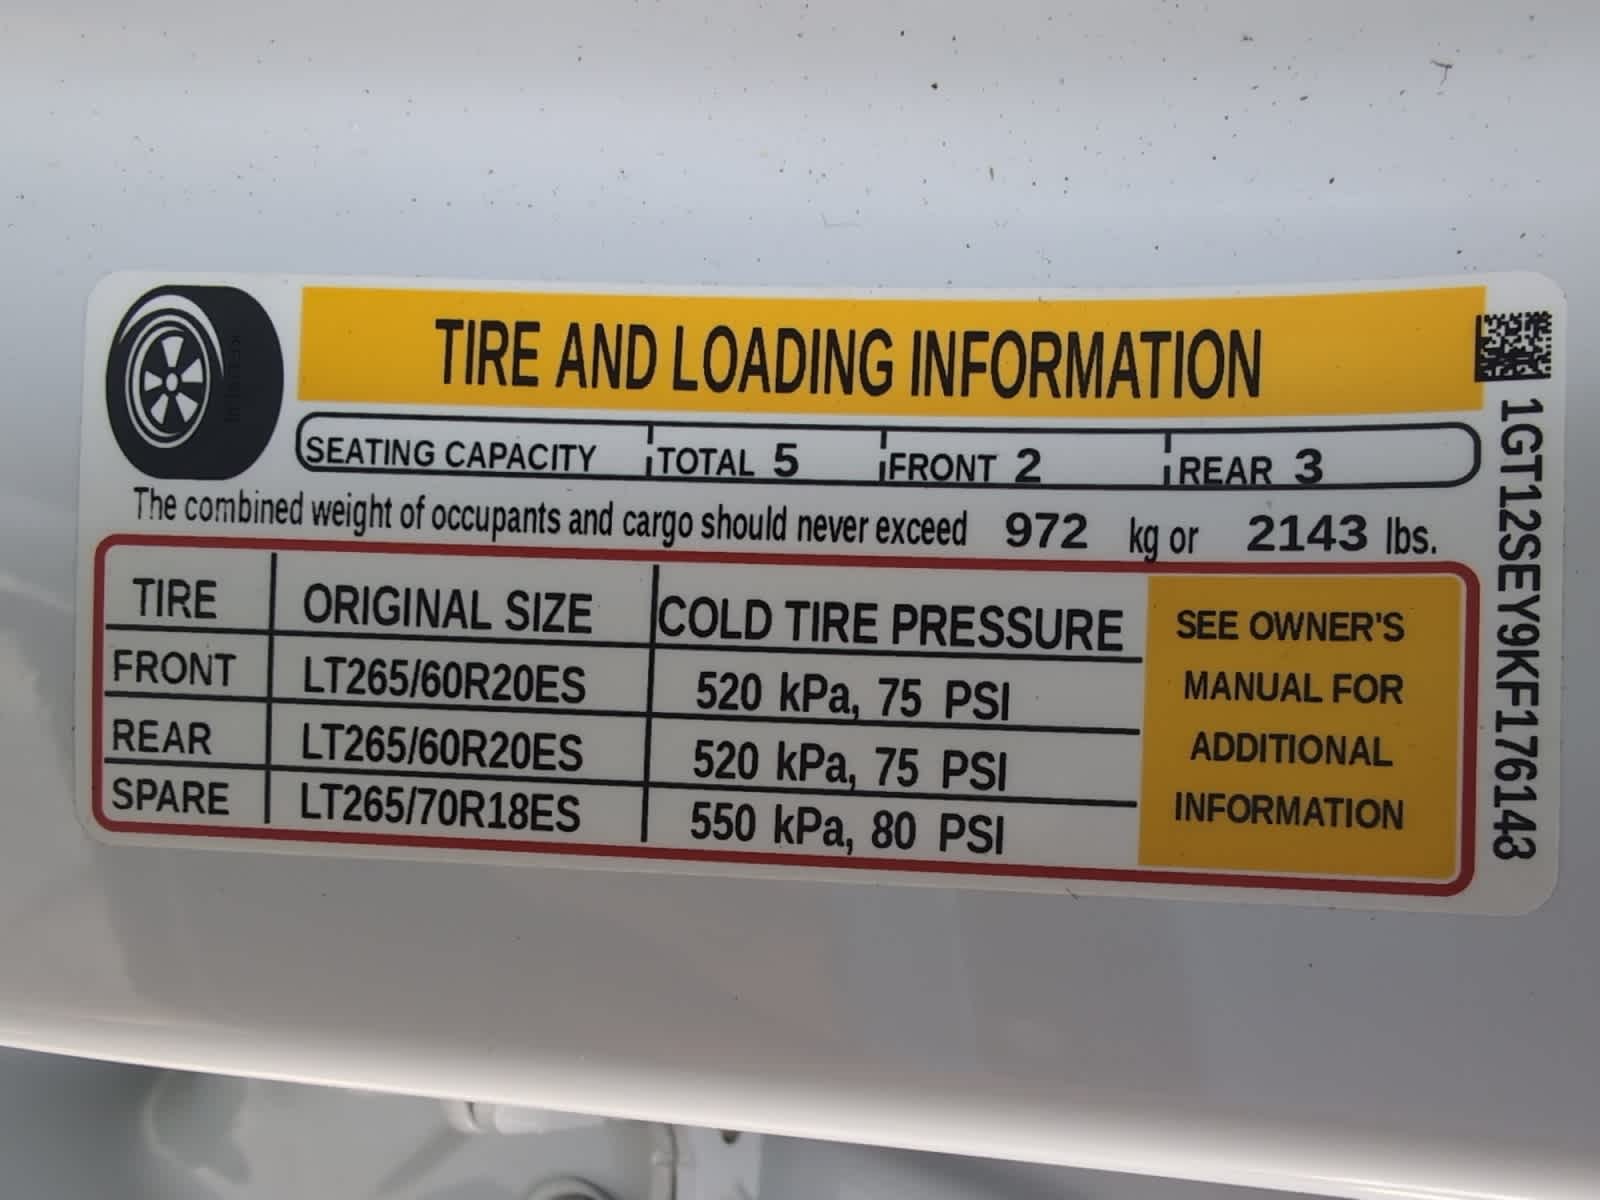 TIRE AND LOADING INFORMATION
SEATING CAPACITY TOTAL 5 FRONT 2 REAR 3
The combined weight of occupants and cargo should never exceed 972 kg or 2143 lbs.
TIRE ORIGINAL SIZE COLD TIRE PRESSURE
FRONT LT265/60R20ES 520 kPa, 75 PSI
REAR LT265/60R20ES 520 kPa, 75 PSI
SPARE LT265/70R18ES 550 kPa, 80 PSI
SEE OWNER'S
MANUAL FOR
ADDITIONAL
INFORMATION
1GT12SEY9KF176143